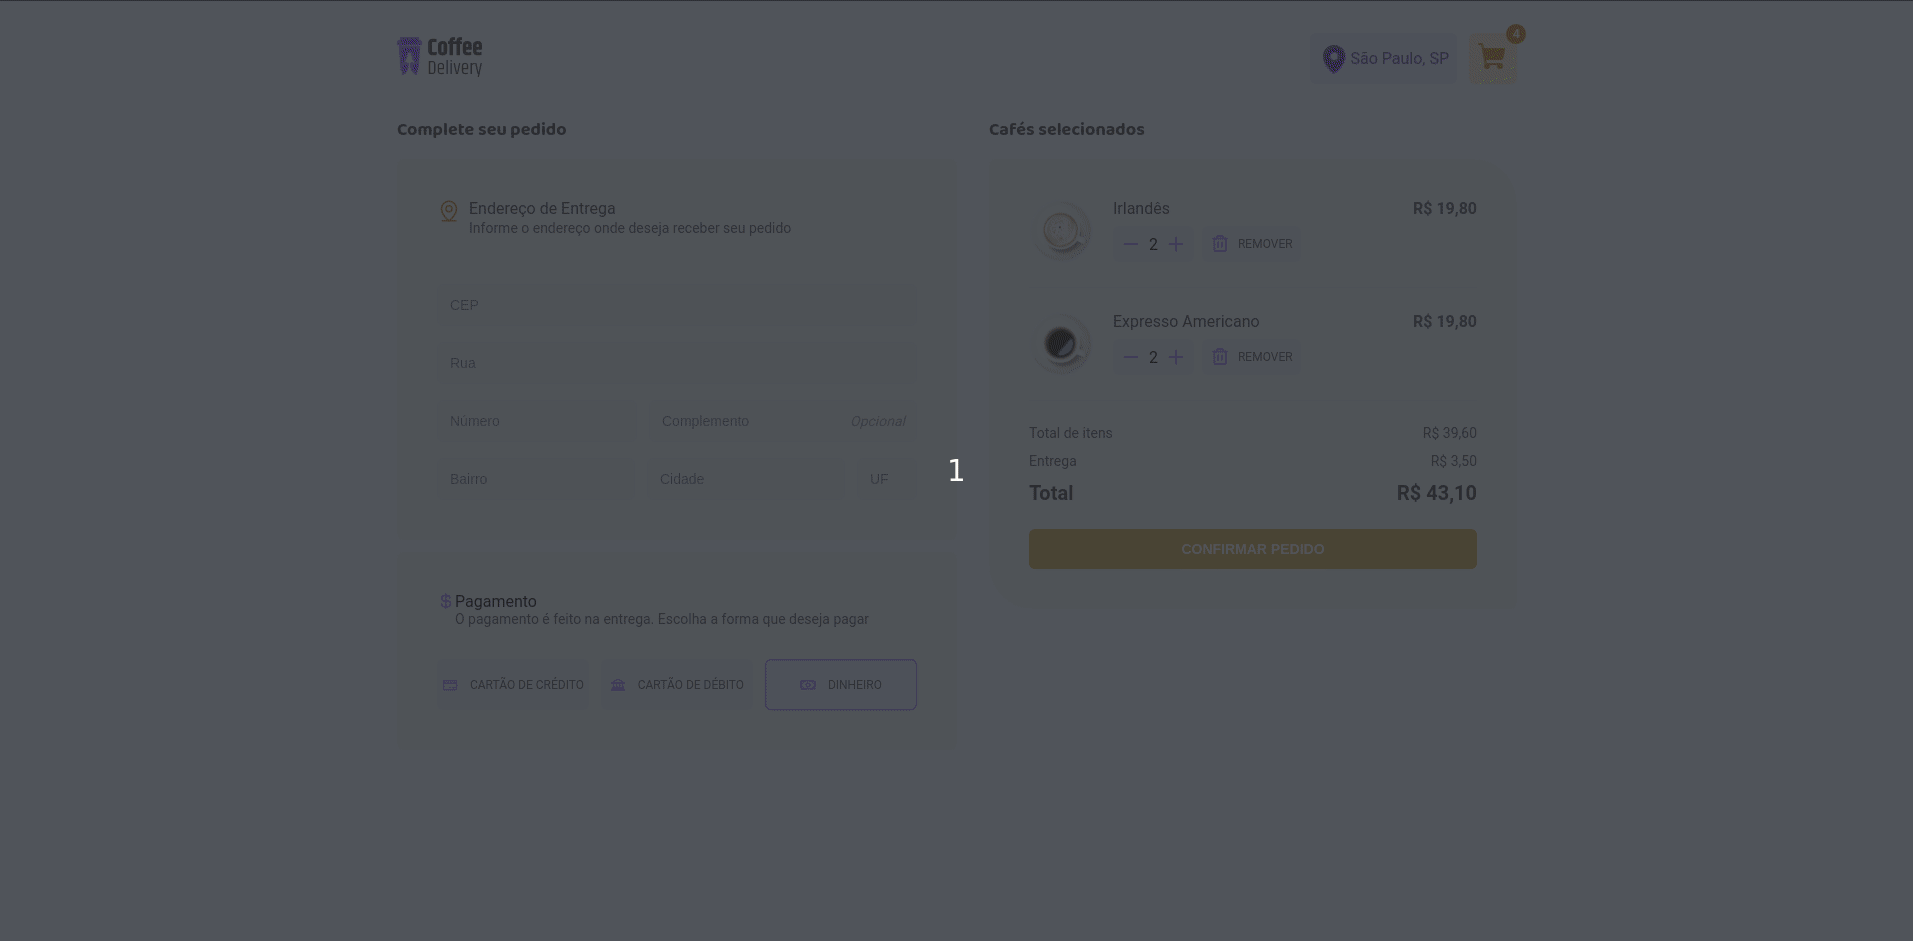 Coffee
Delivery
São Paulo, SP
4
Complete seu pedido
Endereço de Entrega
Informe o endereço onde deseja receber seu pedido
CEP
Rua
Número
Complemento
Opcional
Bairro
Cidade
UF
$ Pagamento
O pagamento é feito na entrega. Escolha a forma que deseja pagar
CARTÃO DE CRÉDITO
CARTÃO DE DÉBITO
DINHEIRO
1
Cafés selecionados
Irlandês
R$ 19,80
2
REMOVER
Expresso Americano
R$ 19,80
2
REMOVER
Total de itens
R$ 39,60
Entrega
R$ 3,50
Total
R$ 43,10
CONFIRMAR PEDIDO